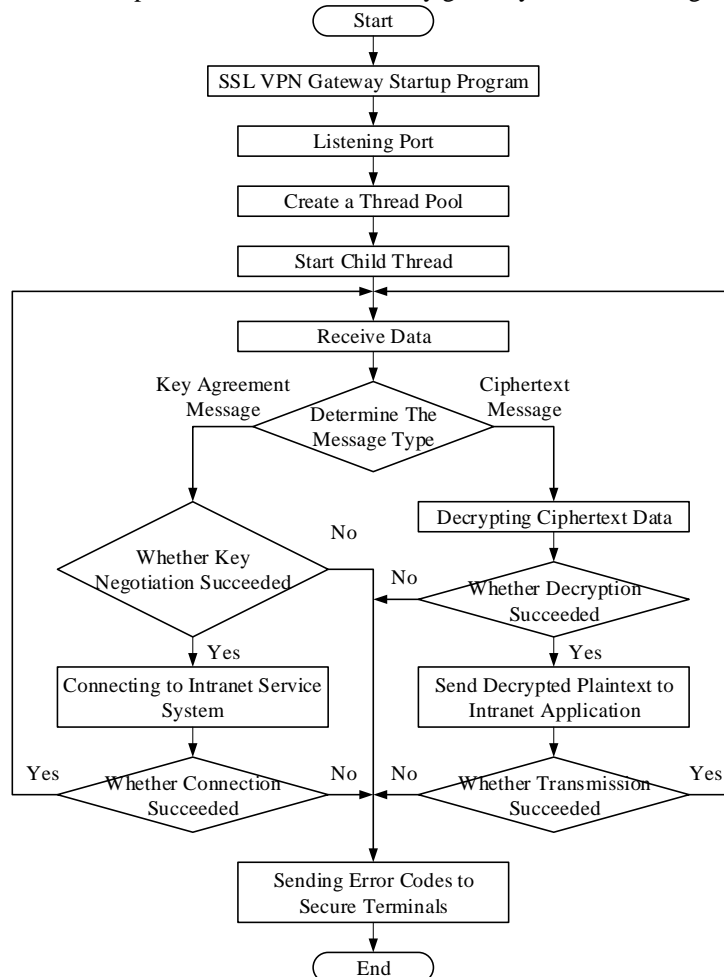 Start
SSL VPN Gateway Startup Program
Listening Port
Create a Thread Pool
Start Child Thread
Receive Data
Key Agreement
Message
Ciphertext
Message
Determine The
Message Type
Decrypting Ciphertext Data
No
Whether Key
Negotiation Succeeded
No
Whether Decryption
Succeeded
Yes
Yes
Connecting to Intranet Service
System
Send Decrypted Plaintext to
Intranet Application
Yes
Whether Connection
Succeeded
No
No
Whether Transmission
Succeeded
Yes
Sending Error Codes to
Secure Terminals
End